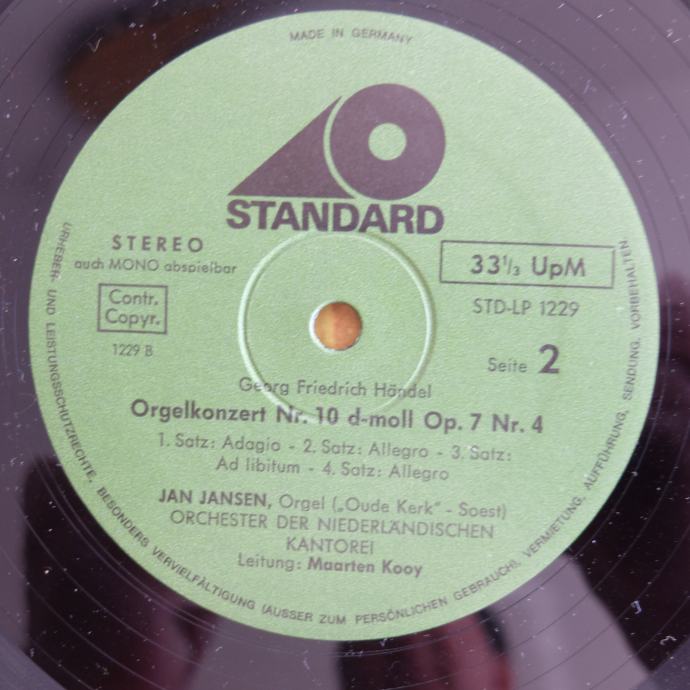 MADE IN GERMANY
STANDARD
STEREO
auch MONO abspielbar
33 1/3 UpM
Contr.
Copyr.
STD-LP 1229
1229 B
Seite 2
Georg Friedrich Händel
Orgelkonzert Nr. 10 d-moll Op. 7 Nr. 4
1. Satz: Adagio - 2. Satz: Allegro - 3. Satz:
Ad libitum - 4. Satz: Allegro
JAN JANSEN, Orgel („Oude Kerk" - Soest)
ORCHESTER DER NIEDERLÄNDISCHEN
KANTOREI
Leitung: Maarten Kooy
URHEBER- UND LEISTUNGSSCHUTZRECHTE, BESONDERS VERVIELFÄLTIGUNG (AUSSER ZUM PERSÖNLICHEN GEBRAUCH), VERMIETUNG, AUFFÜHRUNG, SENDUNG, VORBEHALTEN.